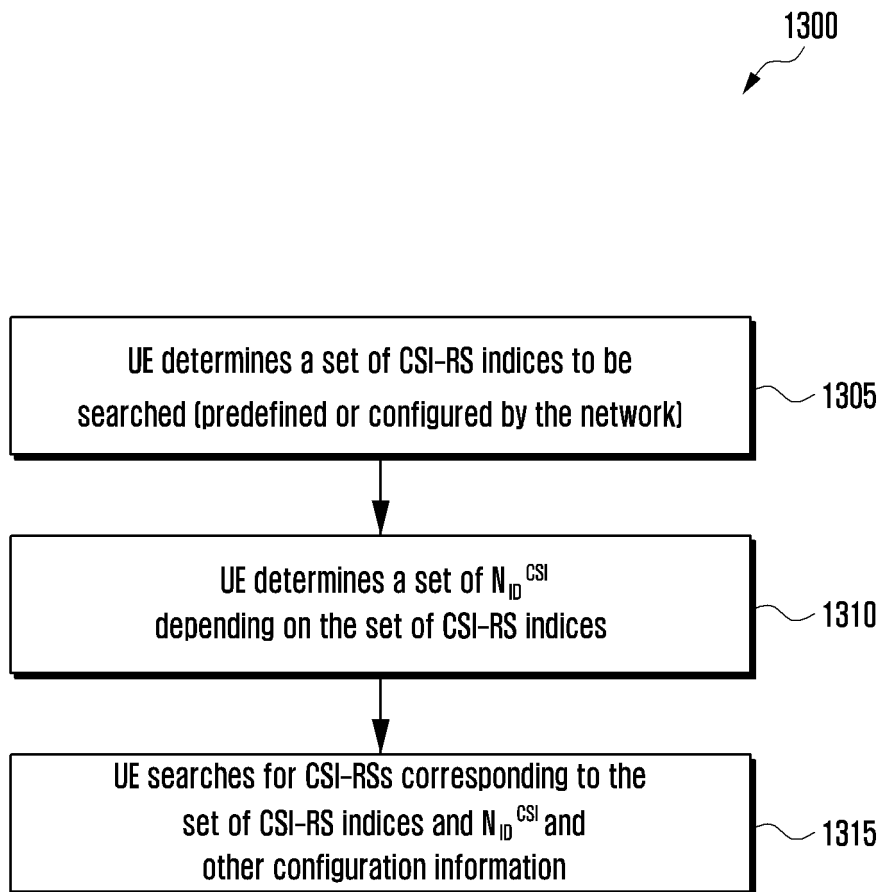 1300
UE determines a set of CSI-RS indices to be
searched (predefined or configured by the network)
1305
UE determines a set of N_ID^CSI
depending on the set of CSI-RS indices
1310
UE searches for CSI-RSs corresponding to the
set of CSI-RS indices and N_ID^CSI and
other configuration information
1315